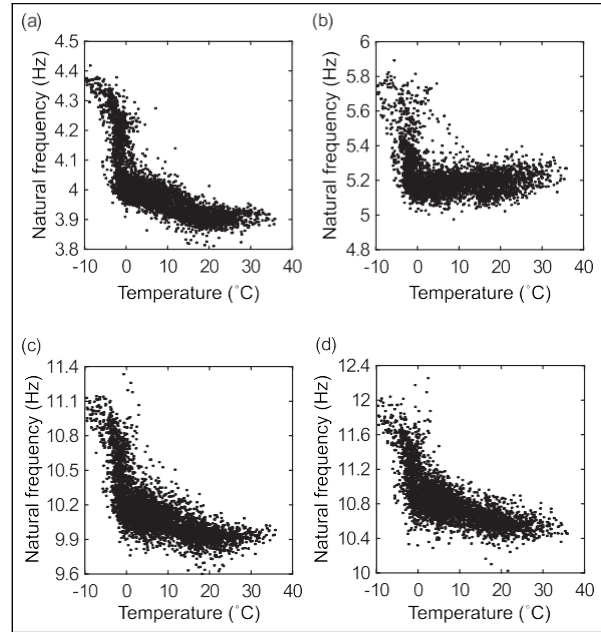 (a)
4.5
4.4
4.3
4.2
4.1
4
3.9
3.8
Natural frequency (Hz)
-10 0 10 20 30 40
Temperature (˚C)
(b)
6
5.8
5.6
5.4
5.2
5
4.8
Natural frequency (Hz)
-10 0 10 20 30 40
Temperature (˚C)
(c)
11.4
11.1
10.8
10.5
10.2
9.9
9.6
Natural frequency (Hz)
-10 0 10 20 30 40
Temperature (˚C)
(d)
12.4
12
11.6
11.2
10.8
10.4
10
Natural frequency (Hz)
-10 0 10 20 30 40
Temperature (˚C)